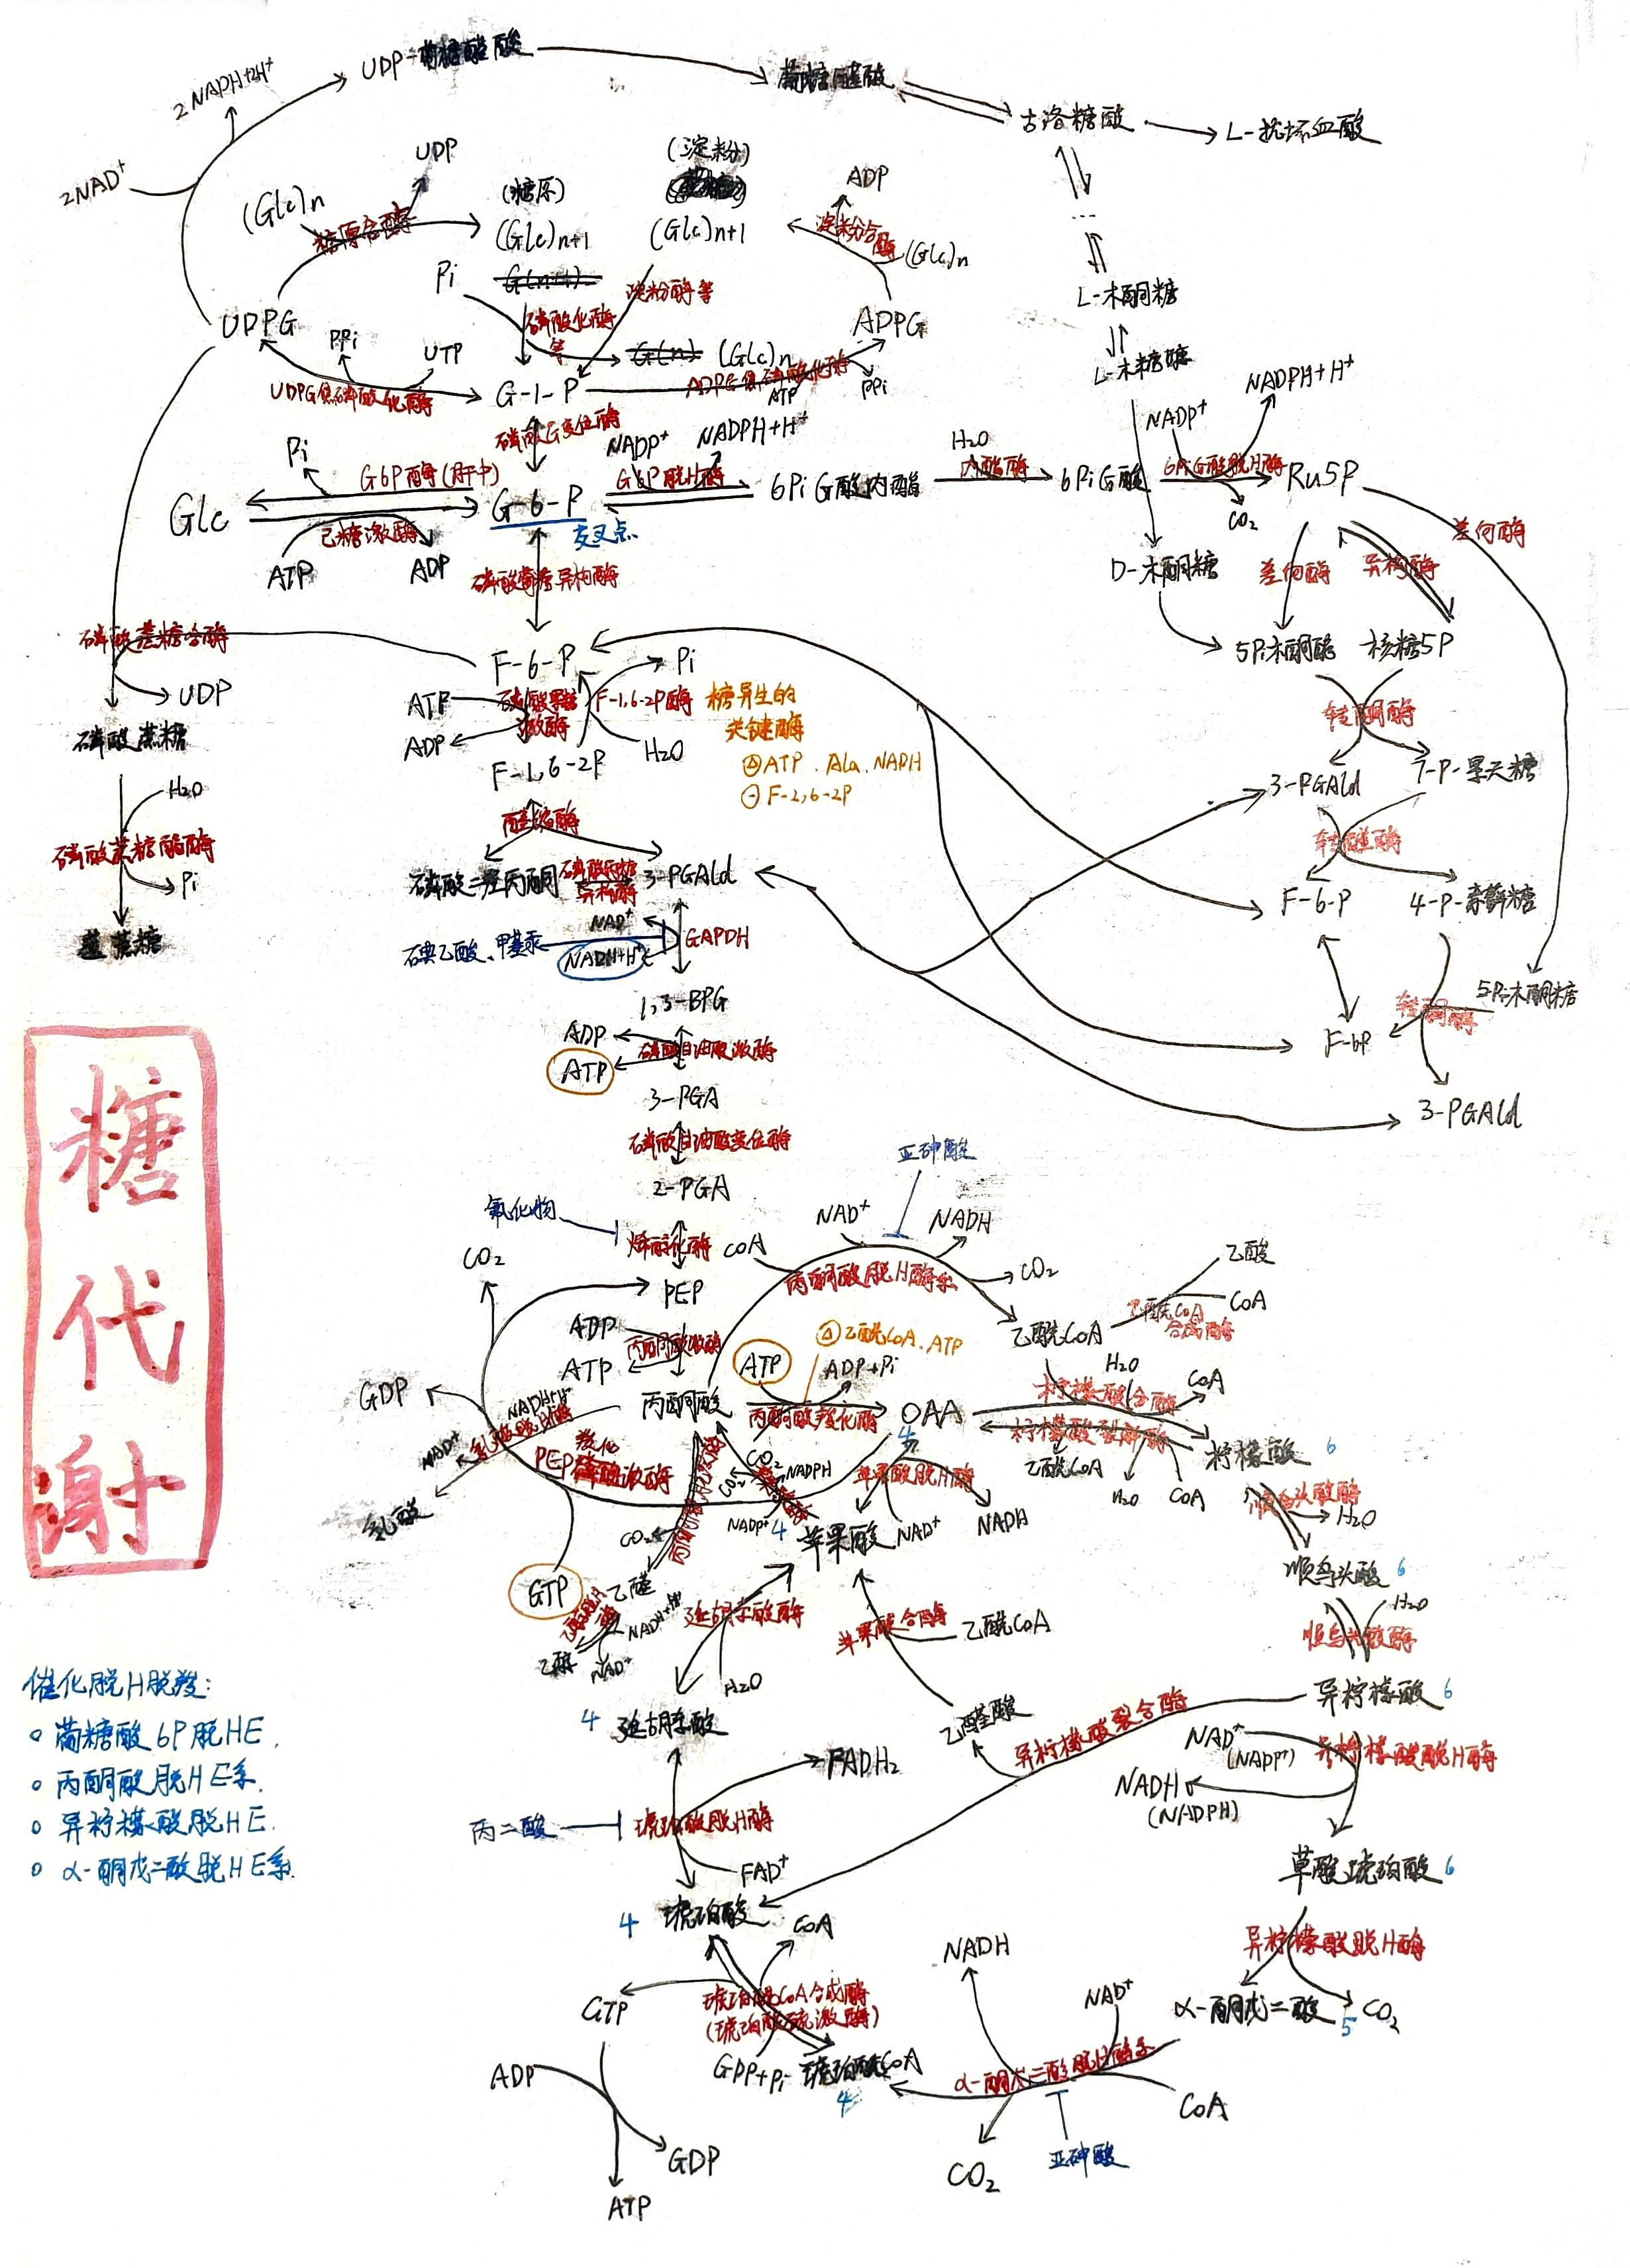 UDP-葡糖醛酸
葡糖醛酸
古洛糖酸
L-抗坏血酸
2NADPH+2H⁺
2NAD⁺
(Glc)n
糖原合酶
UDP
(糖原)
(Glc)n+1
(淀粉)
(Glc)n+1
ADP
淀粉合酶
(Glc)n
Pi
磷酸化酶等
淀粉酶等
(Glc)n
ADPG
ADPG焦磷酸化酶
ATP
PPi
UDPG
PPi
UTP
UDPG焦磷酸化酶
G-1-P
...
L-木酮糖
L-木糖醇
磷酸G变位酶
NADP⁺
NADPH+H⁺
Pi
G6P酶(肝中)
G6P脱H酶
H₂O
内酯酶
NADP⁺
NADPH+H⁺
6PiG酸脱H酶
Glc
G-6-P
交叉点
6PiG酸内酯
6PiG酸
Ru5P
CO₂
己糖激酶
ATP
ADP
磷酸葡糖异构酶
D-木酮糖
差向酶
异构酶
差向酶
磷酸蔗糖合酶
UDP
磷酸蔗糖
H₂O
磷酸蔗糖酯酶
Pi
蔗糖
F-6-P
Pi
ATP
磷酸果糖激酶
F-1,6-2P酶
ADP
H₂O
F-1,6-2P
糖异生的
关键酶
ATP.Ala.NADH
⊖F-2,6-2P
5Pi木酮糖
核糖5P
转酮酶
3-PGAld
7-P-景天糖
转醛酶
F-6-P
4-P-赤藓糖
5Pi-木酮糖
转酮酶
F-6P
3-PGAld
醛缩酶
磷酸二羟丙酮
磷酸丙糖
异构酶
3-PGAld
NAD⁺
碘乙酸、甲基汞
NADH+H⁺
GAPDH
1,3-BPG
ADP
磷酸甘油酸激酶
ATP
3-PGA
磷酸甘油酸变位酶
2-PGA
氟化物
烯醇化酶
PEP
糖代谢
亚砷酸
NAD⁺
NADH
CoA
丙酮酸脱H酶系
CO₂
乙酰CoA
乙酸
CoA
乙酰CoA
合成酶
CO₂
ADP
丙酮酸激酶
ATP
GDP
NADH+H⁺
乳酸脱H酶
NAD⁺
乳酸
羧化
PEP羧激酶
GTP
丙酮酸
ATP
乙酰CoA.ATP
ADP+Pi
丙酮酸羧化酶
OAA
4
H₂O
柠檬酸合酶
CoA
柠檬酸裂解酶
乙酰CoA
H₂O
CoA
柠檬酸 6
顺乌头酸酶
H₂O
顺乌头酸 6
H₂O
顺乌头酸酶
异柠檬酸 6
CO₂
CO₂
NADPH
NADP⁺
苹果酸脱H酶
NAD⁺
NADH
4 苹果酸
丙酮酸脱羧酶
CO₂
乙醛
乙醇脱H酶
NADH+H⁺
NAD⁺
乙醇
延胡索酸酶
H₂O
苹果酸合酶
乙酰CoA
乙醛酸
异柠檬酸裂合酶
4 延胡索酸
FADH₂
丙二酸
琥珀酸脱H酶
FAD⁺
4 琥珀酸
NAD⁺
(NADP⁺)
异柠檬酸脱H酶
NADH
(NADPH)
草酸琥珀酸 6
异柠檬酸脱H酶
α-酮戊二酸 5
CO₂
CoA
GTP
琥珀酰CoA合成酶
(琥珀酸硫激酶)
GDP+Pi
琥珀酰CoA
4
ADP
GDP
ATP
NADH
NAD⁺
α-酮戊二酸脱H酶系
CoA
CO₂
亚砷酸
催化脱H脱羧:
葡糖酸6P脱HE.
丙酮酸脱HE系.
异柠檬酸脱HE.
α-酮戊二酸脱HE系.